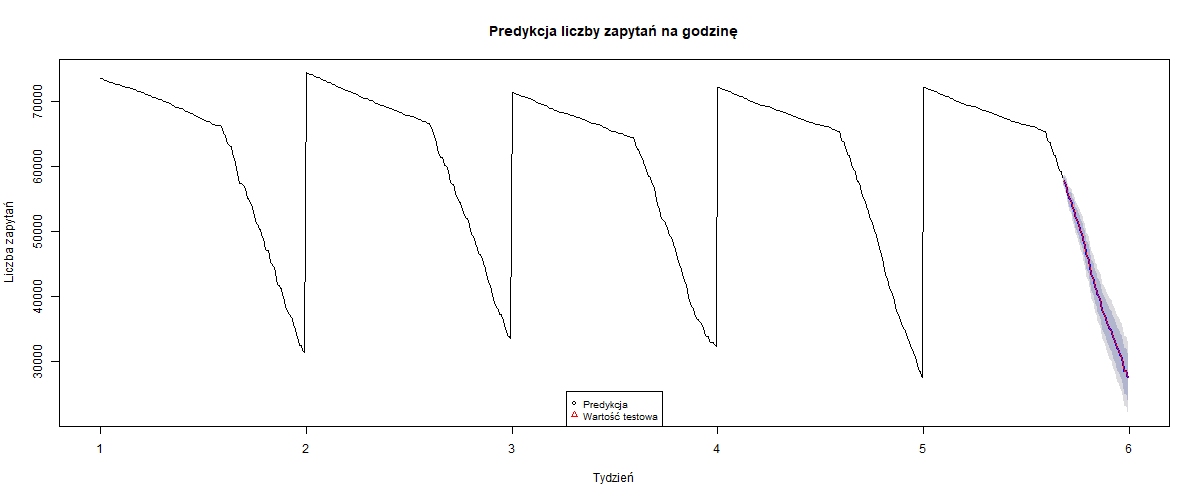 Predykcja liczby zapytań na godzinę
Liczba zapytań
70000
60000
50000
40000
30000
Predykcja
Wartość testowa
1 2 3 4 5 6
Tydzień